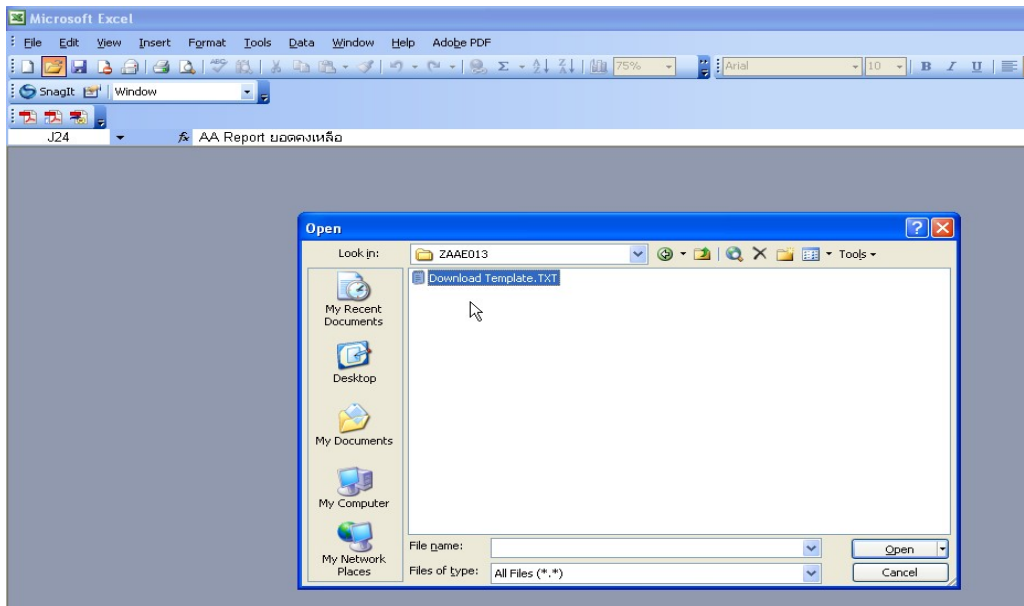 Microsoft Excel
File Edit View Insert Format Tools Data Window Help Adobe PDF
75% Arial 10 B I U
SnagIt Window
J24 fx AA Report ยอดคงเหลือ
Open
Look in: ZAAE013 Tools
Download Template.TXT
My Recent
Documents
Desktop
My Documents
My Computer
My Network
Places
File name: Open
Files of type: All Files (*.*) Cancel